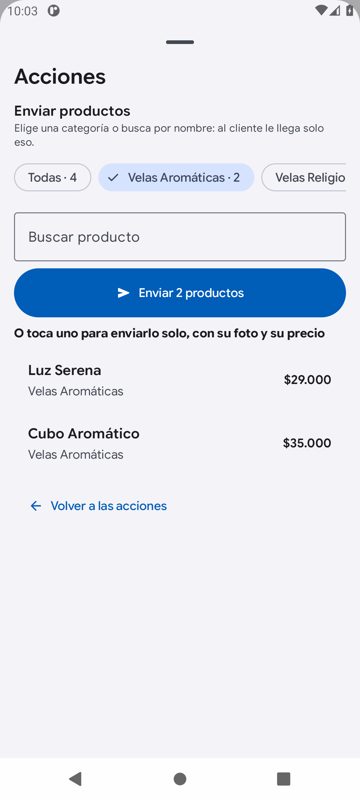 10:03
Acciones
Enviar productos
Elige una categoría o busca por nombre: al cliente le llega solo
eso.
Todas · 4
Velas Aromáticas · 2
Velas Religio
Buscar producto
Enviar 2 productos
O toca uno para enviarlo solo, con su foto y su precio
Luz Serena
Velas Aromáticas
$29.000
Cubo Aromático
Velas Aromáticas
$35.000
Volver a las acciones